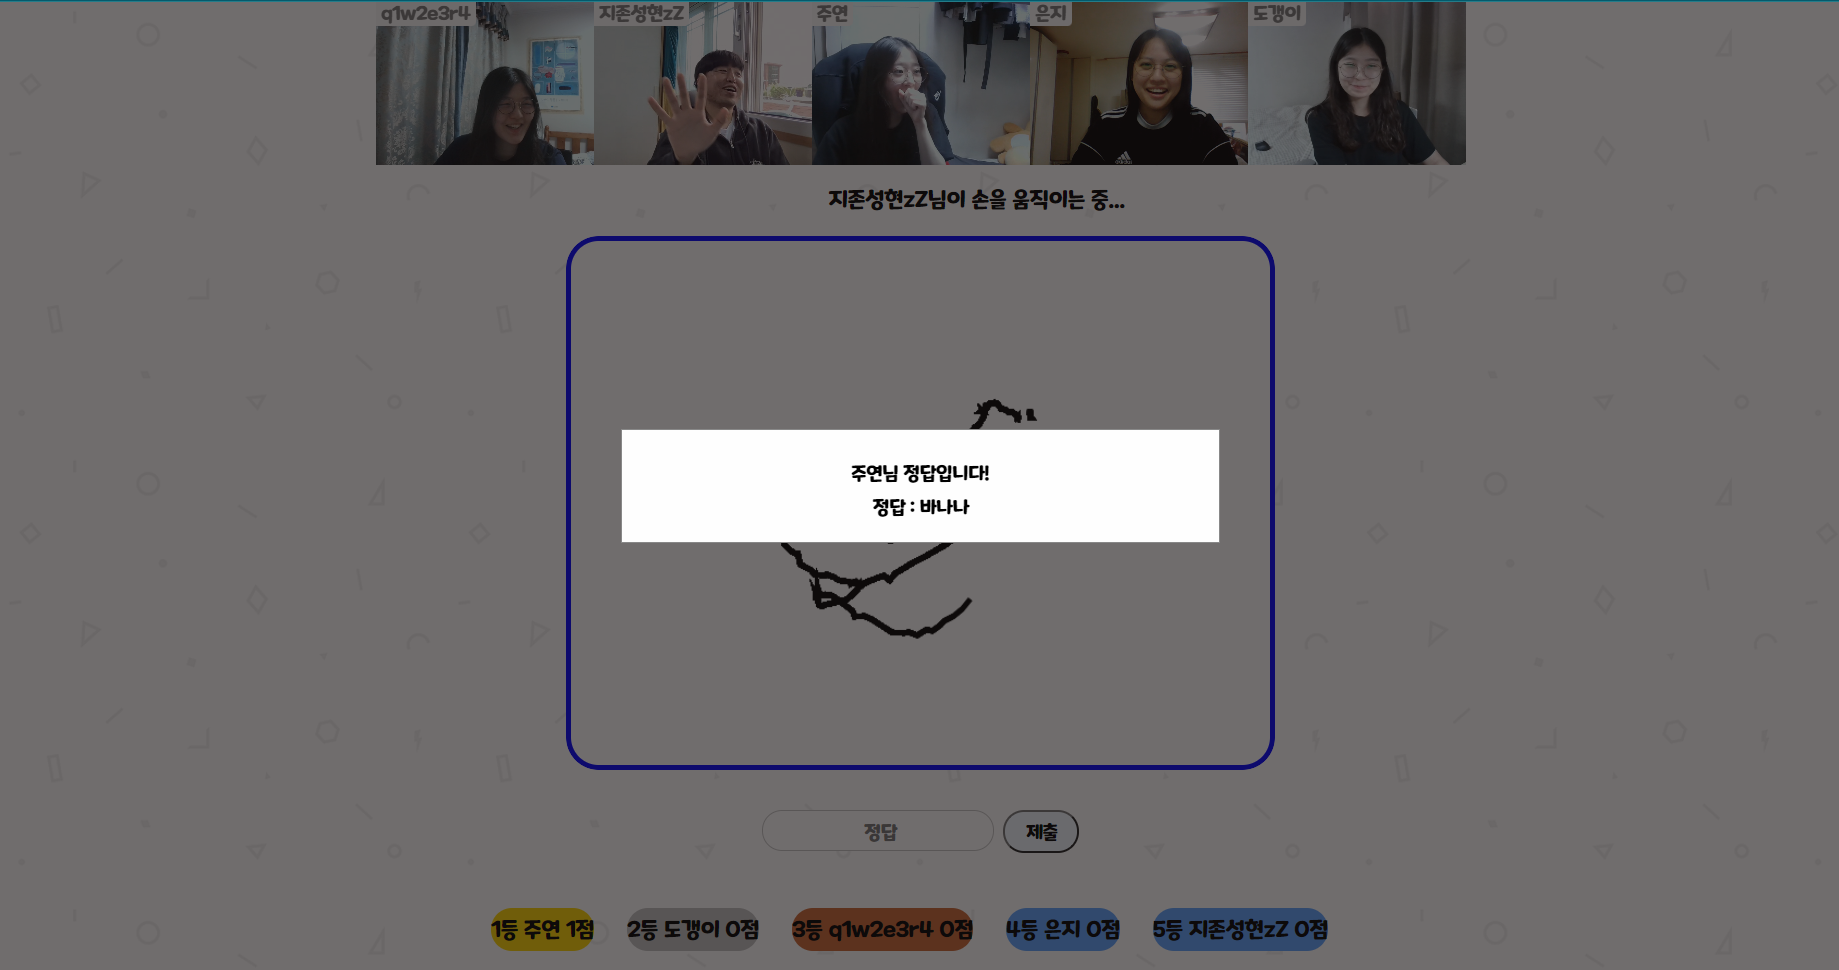 q1w2e3r4
지존성현zZ
주연
은지
도갱이
adidas
지존성현zZ님이 손을 움직이는 중...
주연님 정답입니다!
정답 : 바나나
정답
제출
1등 주연 1점
2등 도갱이 0점
3등 q1w2e3r4 0점
4등 은지 0점
5등 지존성현zZ 0점